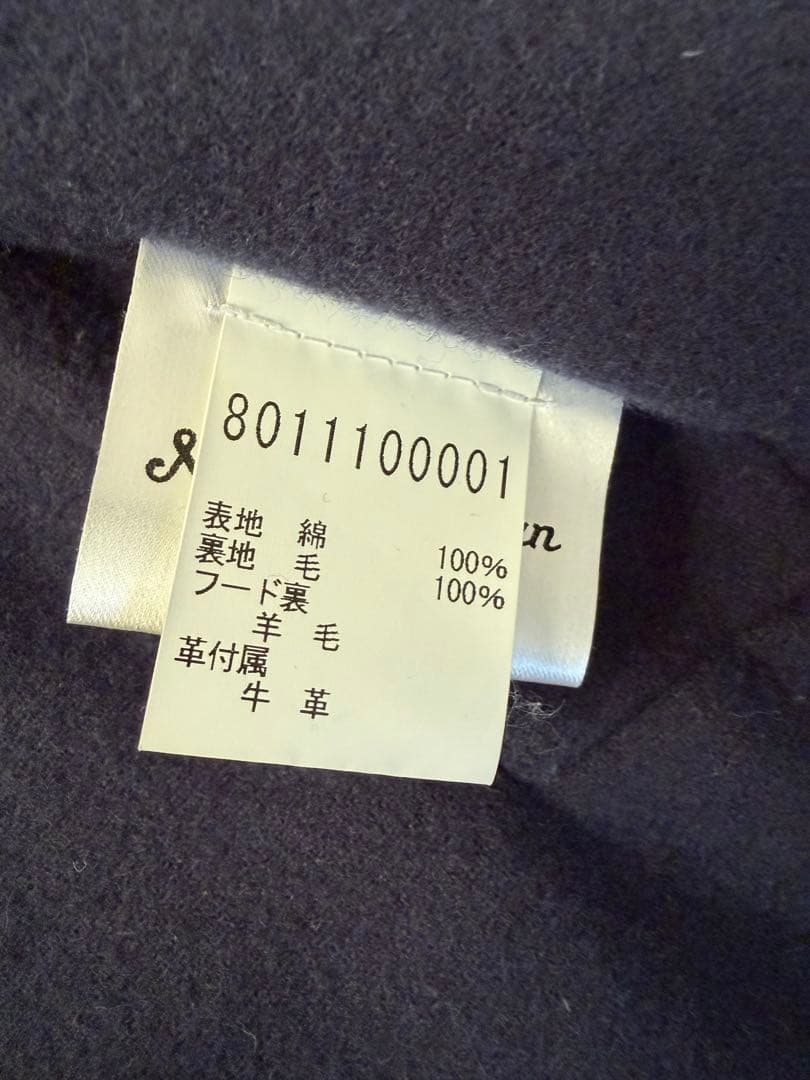 8011100001
表地 綿 100%
裏地 毛 100%
フード裏
羊 毛
革付属
牛 革